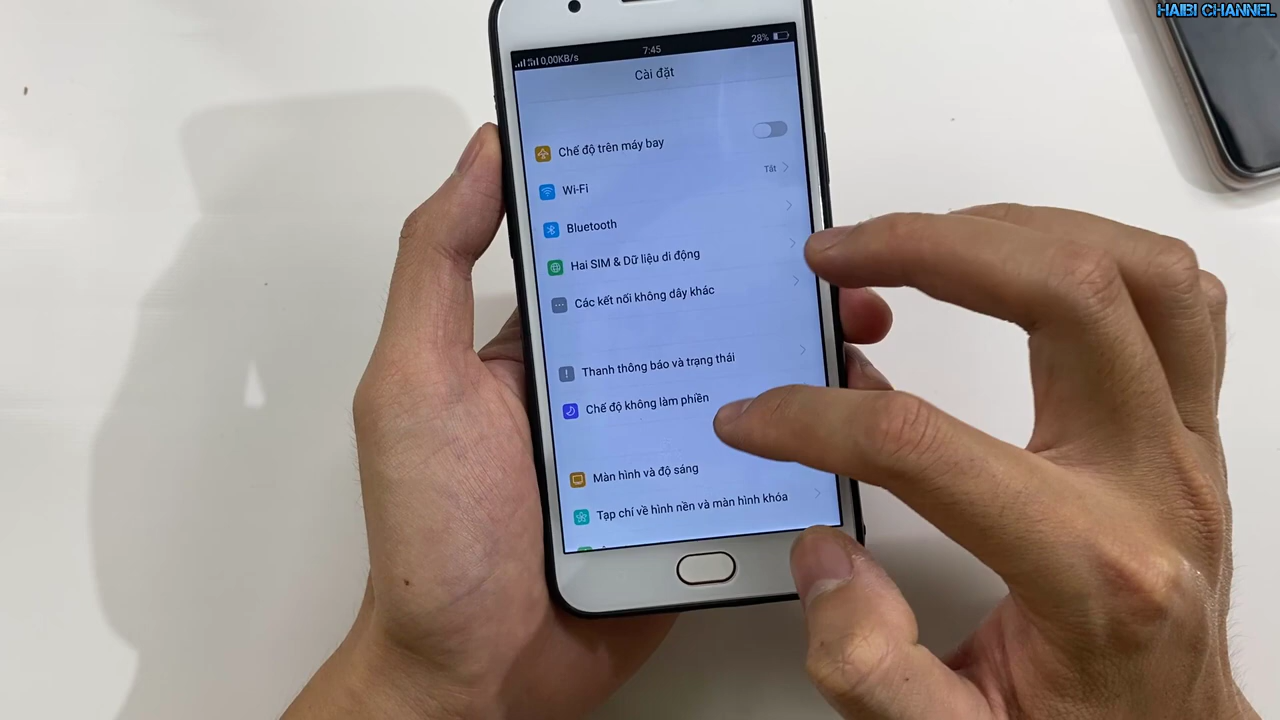 HAIBI CHANNEL
0,00KB/s 7:45 28%
Cài đặt
Chế độ trên máy bay
Wi-Fi Tắt
Bluetooth
Hai SIM & Dữ liệu di động
Các kết nối không dây khác
Thanh thông báo và trạng thái
Chế độ không làm phiền
Màn hình và độ sáng
Tạp chí về hình nền và màn hình khóa